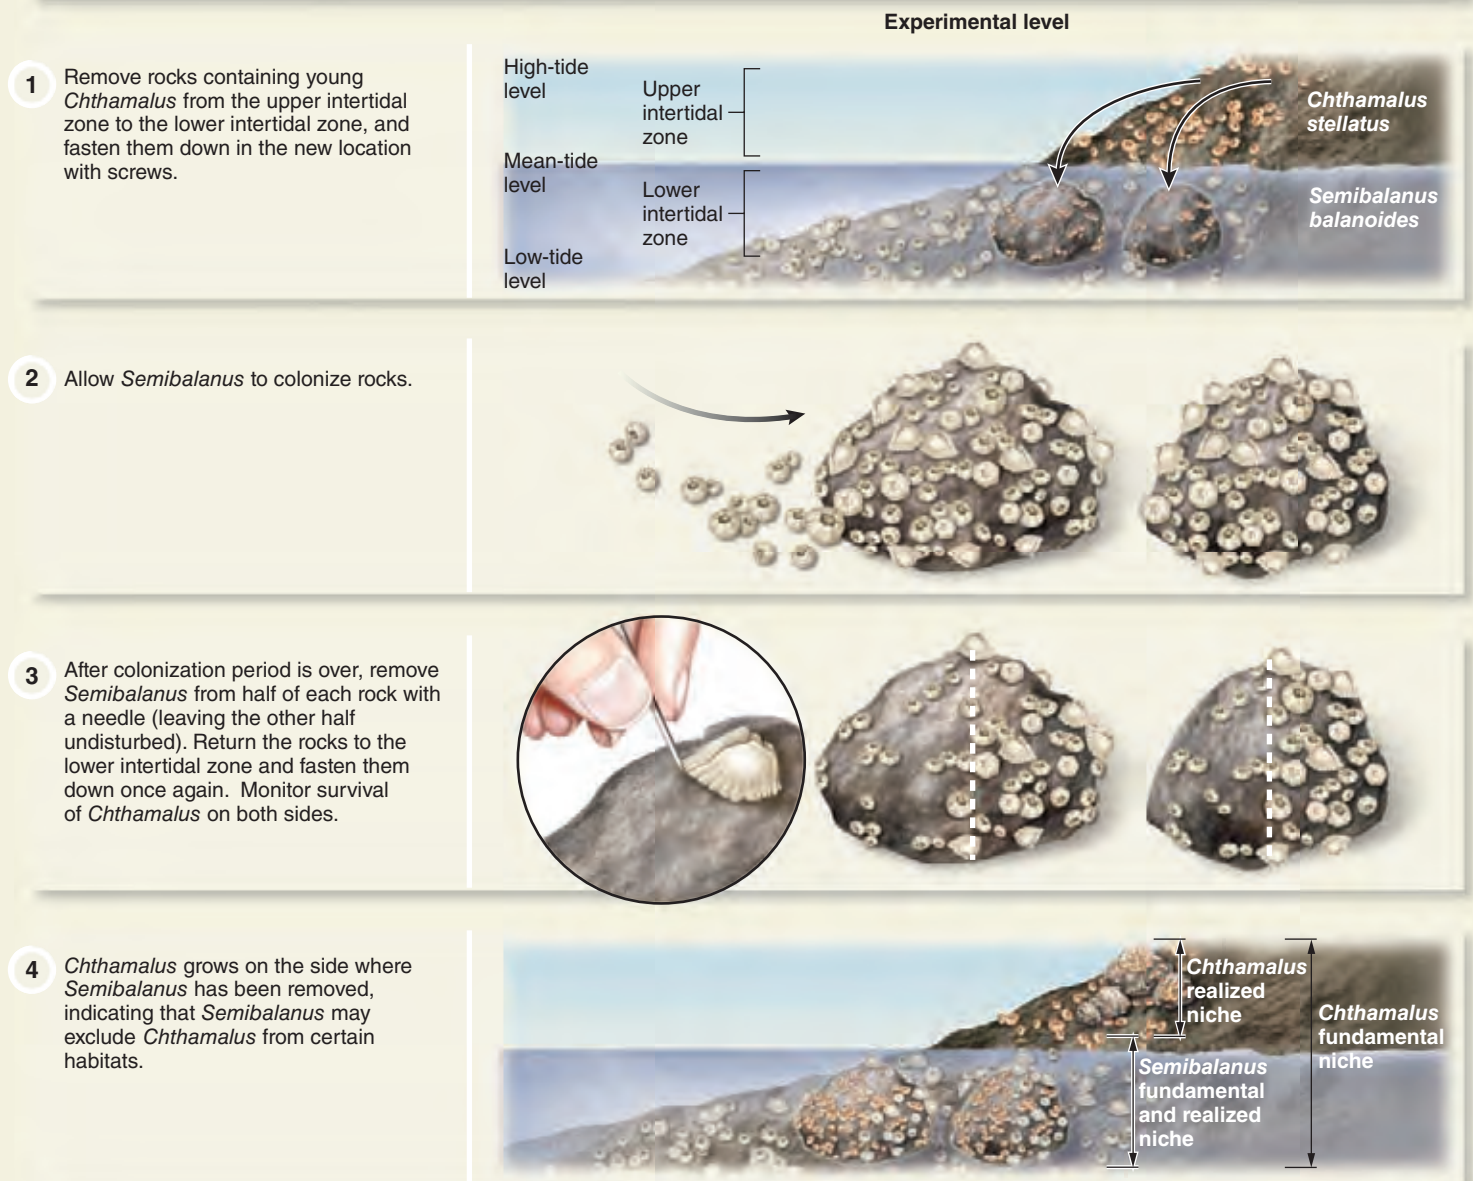 Experimental level
1
Remove rocks containing young
Chthamalus from the upper intertidal
zone to the lower intertidal zone, and
fasten them down in the new location
with screws.
High-tide
level
Upper
intertidal
zone
Mean-tide
level
Lower
intertidal
zone
Low-tide
level
Chthamalus
stellatus
Semibalanus
balanoides
2
Allow Semibalanus to colonize rocks.
3
After colonization period is over, remove
Semibalanus from half of each rock with
a needle (leaving the other half
undisturbed). Return the rocks to the
lower intertidal zone and fasten them
down once again. Monitor survival
of Chthamalus on both sides.
4
Chthamalus grows on the side where
Semibalanus has been removed,
indicating that Semibalanus may
exclude Chthamalus from certain
habitats.
Chthamalus
realized
niche
Semibalanus
fundamental
and realized
niche
Chthamalus
fundamental
niche